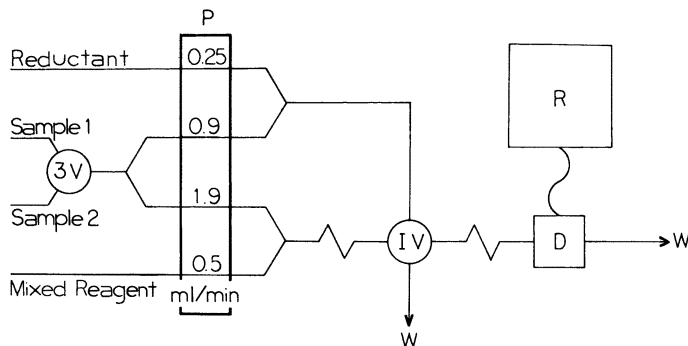 P
Reductant
0.25
R
Sample 1
0.9
3V
1.9
Sample 2
IV
D
W
0.5
Mixed Reagent
ml/min
W